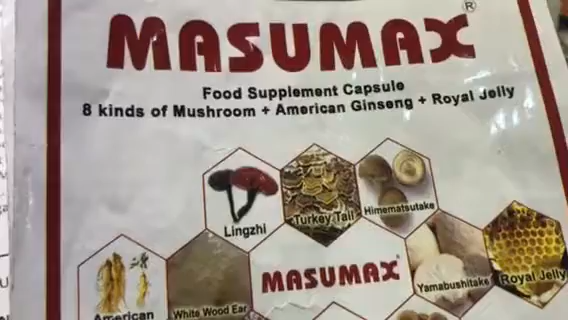 MASUMAX®
Food Supplement Capsule
8 kinds of Mushroom + American Ginseng + Royal Jelly
Lingzhi
Turkey Tail
Himematsutake
American
White Wood Ear
MASUMAX
Yamabushitake
Royal Jelly